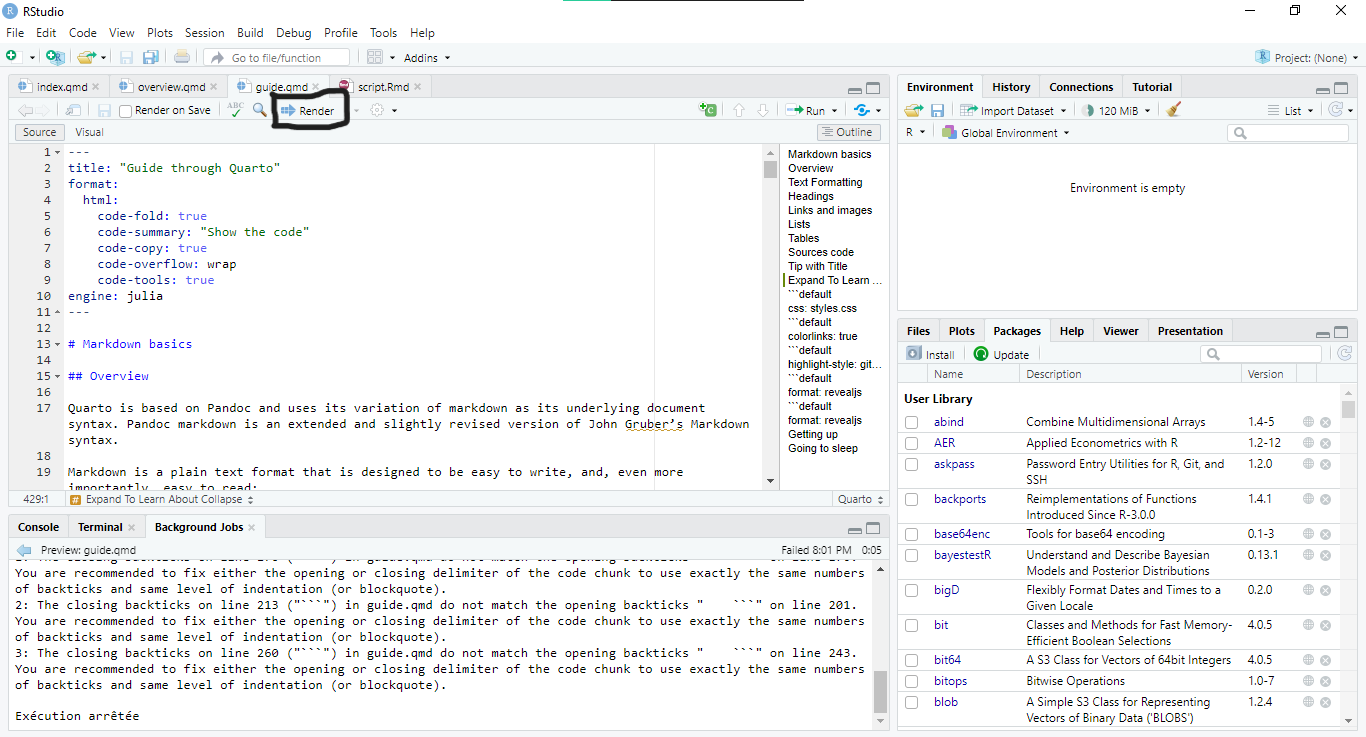 RStudio
File Edit Code View Plots Session Build Debug Profile Tools Help
Go to file/function Addins Project: (None)
index.qmd overview.qmd guide.qmd script.Rmd
Render on Save ABC Render Run
Source Visual Outline
1 ---
2 title: "Guide through Quarto"
3 format:
4 html:
5 code-fold: true
6 code-summary: "Show the code"
7 code-copy: true
8 code-overflow: wrap
9 code-tools: true
10 engine: julia
11 ---
12
13 # Markdown basics
14
15 ## Overview
16
17 Quarto is based on Pandoc and uses its variation of markdown as its underlying document
syntax. Pandoc markdown is an extended and slightly revised version of John Gruber’s Markdown
syntax.
18
19 Markdown is a plain text format that is designed to be easy to write, and, even more
importantly, easy to read:
Markdown basics
Overview
Text Formatting
Headings
Links and images
Lists
Tables
Sources code
Tip with Title
Expand To Learn ...
```default
css: styles.css
```default
colorlinks: true
```default
highlight-style: git...
```default
format: revealjs
```default
format: revealjs
Getting up
Going to sleep
429:1 # Expand To Learn About Collapse Quarto
Console Terminal Background Jobs
Preview: guide.qmd Failed 8:01 PM 0:05
You are recommended to fix either the opening or closing delimiter of the code chunk to use exactly the same numbers
of backticks and same level of indentation (or blockquote).
2: The closing backticks on line 213 ("```") in guide.qmd do not match the opening backticks "    ```" on line 201.
You are recommended to fix either the opening or closing delimiter of the code chunk to use exactly the same numbers
of backticks and same level of indentation (or blockquote).
3: The closing backticks on line 260 ("```") in guide.qmd do not match the opening backticks "    ```" on line 243.
You are recommended to fix either the opening or closing delimiter of the code chunk to use exactly the same numbers
of backticks and same level of indentation (or blockquote).
Exécution arrêtée
Environment History Connections Tutorial
Import Dataset 120 MiB List
R Global Environment
Environment is empty
Files Plots Packages Help Viewer Presentation
Install Update
Name Description Version
User Library
abind Combine Multidimensional Arrays 1.4-5
AER Applied Econometrics with R 1.2-12
askpass Password Entry Utilities for R, Git, and 1.2.0
SSH
backports Reimplementations of Functions 1.4.1
Introduced Since R-3.0.0
base64enc Tools for base64 encoding 0.1-3
bayestestR Understand and Describe Bayesian 0.13.1
Models and Posterior Distributions
bigD Flexibly Format Dates and Times to a 0.2.0
Given Locale
bit Classes and Methods for Fast Memory- 4.0.5
Efficient Boolean Selections
bit64 A S3 Class for Vectors of 64bit Integers 4.0.5
bitops Bitwise Operations 1.0-7
blob A Simple S3 Class for Representing 1.2.4
Vectors of Binary Data ('BLOBS')